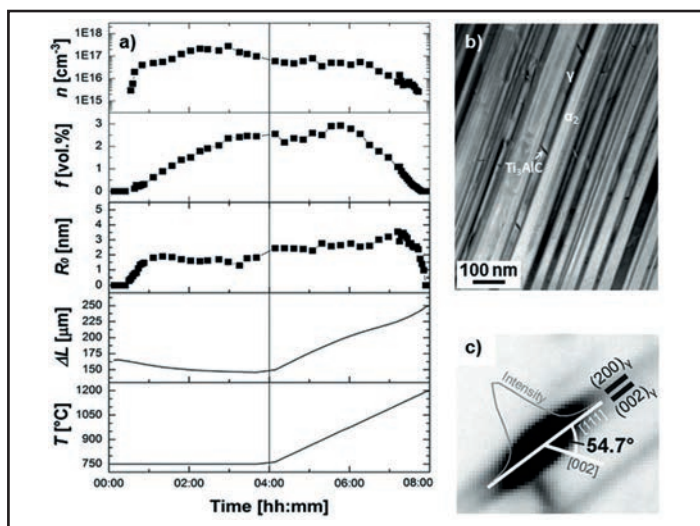 a)
n [cm⁻³]
1E18
1E17
1E16
1E15
f [vol.%]
3
2
1
0
R₀ [nm]
5
4
3
2
1
0
ΔL [µm]
250
225
200
175
150
T [°C]
1200
1050
900
750
00:00 02:00 04:00 06:00 08:00
Time [hh:mm]
b)
γ
α₂
Ti₃AlC
100 nm
c)
Intensity
(200)γ
(002)γ
[111]
54.7°
[002]